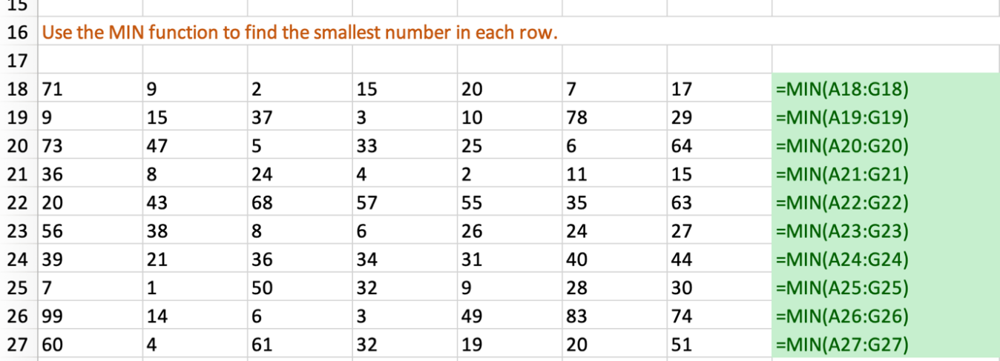 15
16 Use the MIN function to find the smallest number in each row.
17
18 71 9 2 15 20 7 17 =MIN(A18:G18)
19 9 15 37 3 10 78 29 =MIN(A19:G19)
20 73 47 5 33 25 6 64 =MIN(A20:G20)
21 36 8 24 4 2 11 15 =MIN(A21:G21)
22 20 43 68 57 55 35 63 =MIN(A22:G22)
23 56 38 8 6 26 24 27 =MIN(A23:G23)
24 39 21 36 34 31 40 44 =MIN(A24:G24)
25 7 1 50 32 9 28 30 =MIN(A25:G25)
26 99 14 6 3 49 83 74 =MIN(A26:G26)
27 60 4 61 32 19 20 51 =MIN(A27:G27)